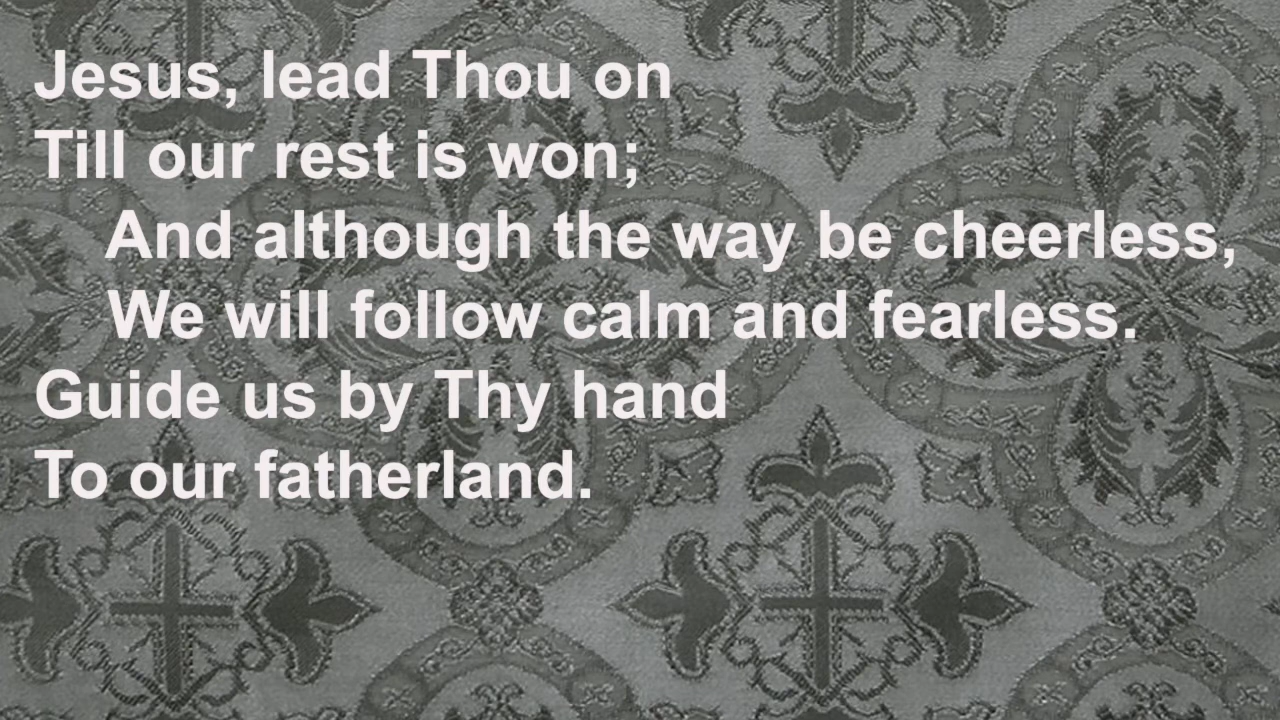 Jesus, lead Thou on
Till our rest is won;
And although the way be cheerless,
We will follow calm and fearless.
Guide us by Thy hand
To our fatherland.